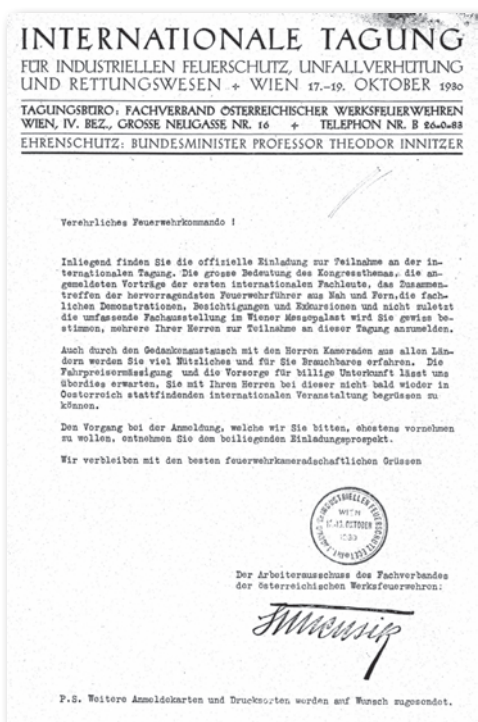 INTERNATIONALE TAGUNG
FÜR INDUSTRIELLEN FEUERSCHUTZ, UNFALLVERHÜTUNG
UND RETTUNGSWESEN + WIEN 17.-19. OKTOBER 1930
TAGUNGSBÜRO: FACHVERBAND ÖSTERREICHISCHER WERKSFEUERWEHREN
WIEN, IV. BEZ., GROSSE NEUGASSE NR. 16 + TELEPHON NR. B 26-0-83
EHRENSCHUTZ: BUNDESMINISTER PROFESSOR THEODOR INNITZER
Verehrliches Feuerwehrkommando !
Inliegend finden Sie die offizielle Einladung zur Teilnahme an der in-
ternationalen Tagung. Die grosse Bedeutung des Kongressthemas, die an-
gemeldeten Vorträge der ersten internationalen Fachleute, das Zusammen-
treffen der hervorragendsten Feuerwehrführer aus Nah und Fern, die fach-
lichen Demonstrationen, Besichtigungen und Exkursionen und nicht zuletzt
die umfassende Fachausstellung im Wiener Messepalast wird Sie gewiss be-
stimmen, mehrere Ihrer Herren zur Teilnahme an dieser Tagung anzumelden.
Auch durch den Gedankenaustausch mit den Herren Kameraden aus allen Län-
dern werden Sie viel Nützliches und für Sie Brauchbares erfahren. Die
Fahrpreisermässigung und die Vorsorge für billige Unterkunft lässt uns
überdies erwarten, Sie mit Ihren Herren bei dieser nicht bald wieder in
Oesterreich stattfindenden internationalen Veranstaltung begrüssen zu
können.
Den Vorgang bei der Anmeldung, welche wir Sie bitten, ehestens vornehmen
zu wollen, entnehmen Sie dem beiliegenden Einladungsprospekt.
Wir verbleiben mit den besten feuerwehrkameradschaftlichen Grüssen
INDUSTRIELLEN FEUERSCHUTZ
WIEN
OKTOBER
1930
Der Arbeiterausschuss des Fachverbandes
der österreichischen Werksfeuerwehren:
P.S. Weitere Anmeldekarten und Drucksorten werden auf Wunsch zugesendet.